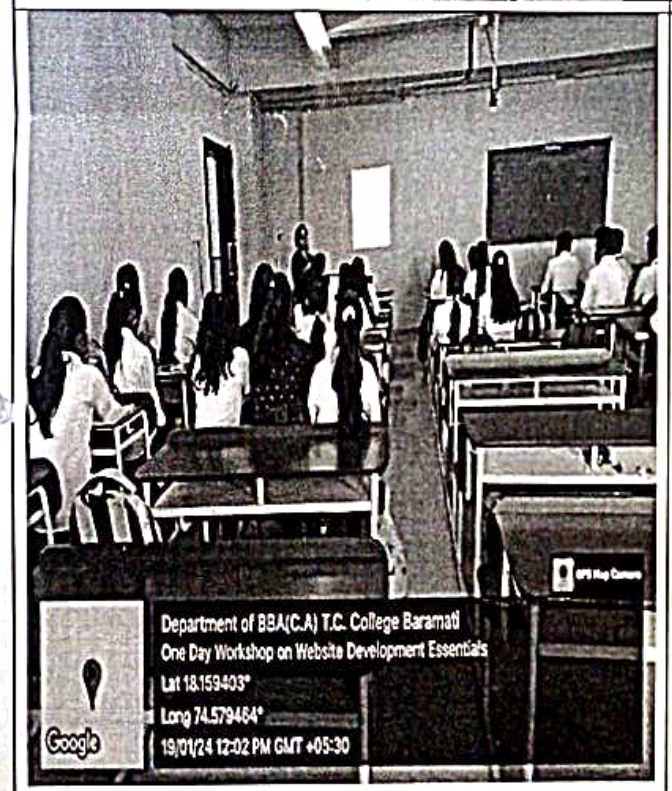 GPS Map Camera
Department of BBA(C.A) T.C. College Baramati
One Day Workshop on Website Development Essentials
Lat 18.159403°
Long 74.579464°
19/01/24 12:02 PM GMT +05:30
Google